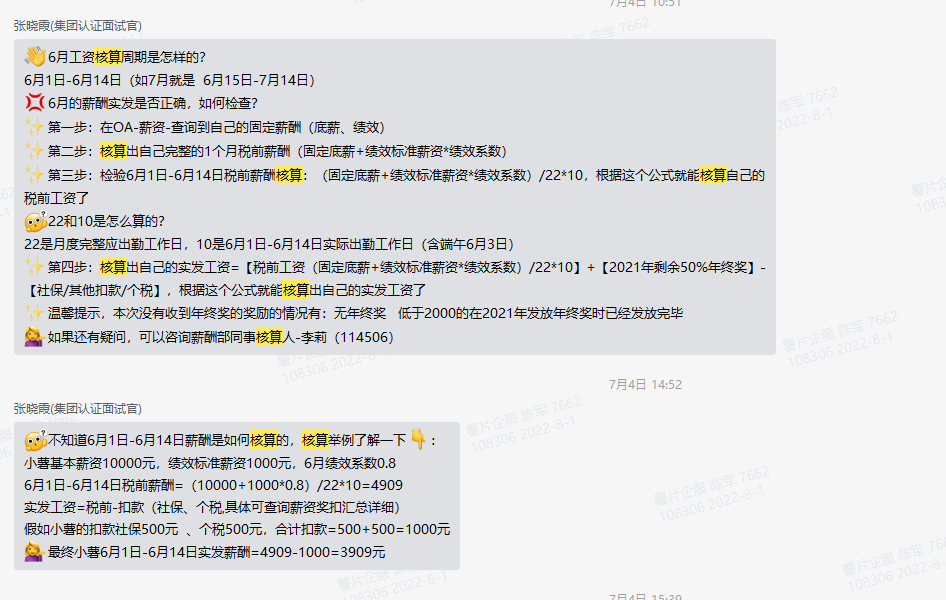 7月4日 10:51
张晓霞(集团认证面试官)
👋6月工资核算周期是怎样的?
6月1日-6月14日（如7月就是 6月15日-7月14日）
💢6月的薪酬实发是否正确，如何检查?
✨ 第一步：在OA-薪资-查询到自己的固定薪酬（底薪、绩效）
✨ 第二步：核算出自己完整的1个月税前薪酬（固定底薪+绩效标准薪资*绩效系数）
✨ 第三步：检验6月1日-6月14日税前薪酬核算：（固定底薪+绩效标准薪资*绩效系数）/22*10，根据这个公式就能核算自己的
税前工资了
22和10是怎么算的?
22是月度完整应出勤工作日，10是6月1日-6月14日实际出勤工作日（含端午6月3日）
✨ 第四步：核算出自己的实发工资=【税前工资（固定底薪+绩效标准薪资*绩效系数）/22*10】+【2021年剩余50%年终奖】-
【社保/其他扣款/个税】，根据这个公式就能核算出自己的实发工资了
✨ 温馨提示，本次没有收到年终奖的奖励的情况有：无年终奖 低于2000的在2021年发放年终奖时已经发放完毕
💁‍♀️如果还有疑问，可以咨询薪酬部同事核算人-李莉（114506）
7月4日 14:52
张晓霞(集团认证面试官)
不知道6月1日-6月14日薪酬是如何核算的，核算举例了解一下👇：
小薯基本薪资10000元，绩效标准薪资1000元，6月绩效系数0.8
6月1日-6月14日税前薪酬=（10000+1000*0.8）/22*10=4909
实发工资=税前-扣款（社保、个税,具体可查询薪资奖扣汇总详细）
假如小薯的扣款社保500元 、个税500元，合计扣款=500+500=1000元
💁‍♀️最终小薯6月1日-6月14日实发薪酬=4909-1000=3909元
7月4日 15:39
薯片企服 陈军 7662
108306 2022-8-1